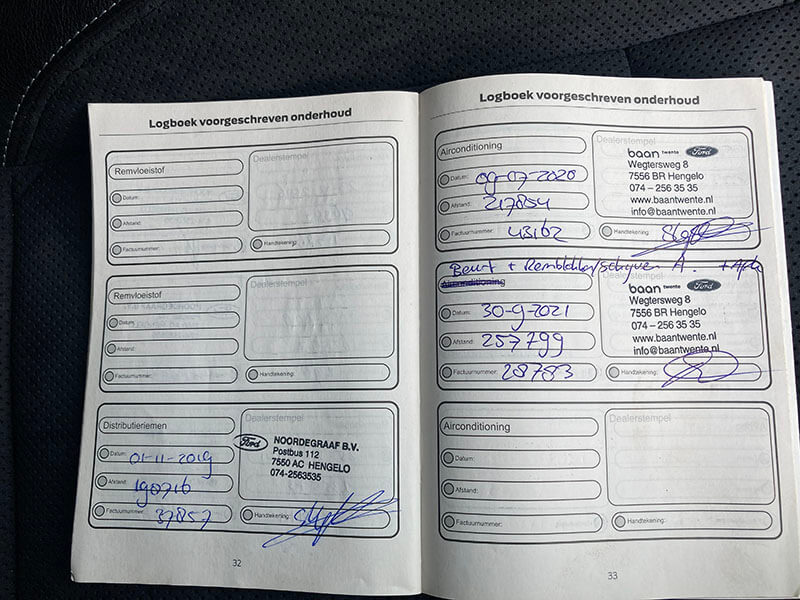 Logboek voorgeschreven onderhoud
Remvloeistof
Dealerstempel
Datum:
Afstand:
Factuurnummer:
Handtekening:
Remvloeistof
Dealerstempel
Datum:
Afstand:
Factuurnummer:
Handtekening:
Distributieriemen
Dealerstempel
Datum: 01-11-2019
Afstand: 190716
Factuurnummer: 37857
Ford
NOORDEGRAAF B.V.
Postbus 112
7550 AC HENGELO
074-2563535
Handtekening:
32
Logboek voorgeschreven onderhoud
Airconditioning
Dealerstempel
Datum: 09-07-2020
Afstand: 217854
Factuurnummer: 43162
baan twente Ford
Wegtersweg 8
7556 BR Hengelo
074 - 256 35 35
www.baantwente.nl
info@baantwente.nl
Handtekening:
Beurt + Remblokken/schijven A.
Airconditioning
Dealerstempel
Datum: 30-9-2021
Afstand: 257799
Factuurnummer: 28783
baan twente Ford
Wegtersweg 8
7556 BR Hengelo
074 - 256 35 35
www.baantwente.nl
info@baantwente.nl
Handtekening:
Airconditioning
Dealerstempel
Datum:
Afstand:
Factuurnummer:
Handtekening:
33